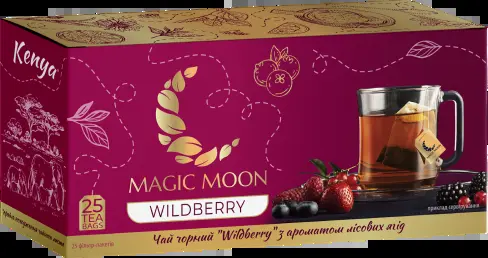 Kenya
25
TEA
BAGS
25 фільтр-пакетів
MAGIC MOON
WILDBERRY
Чай чорний "Wildberry" з ароматом лісових ягід
приклад сервірування